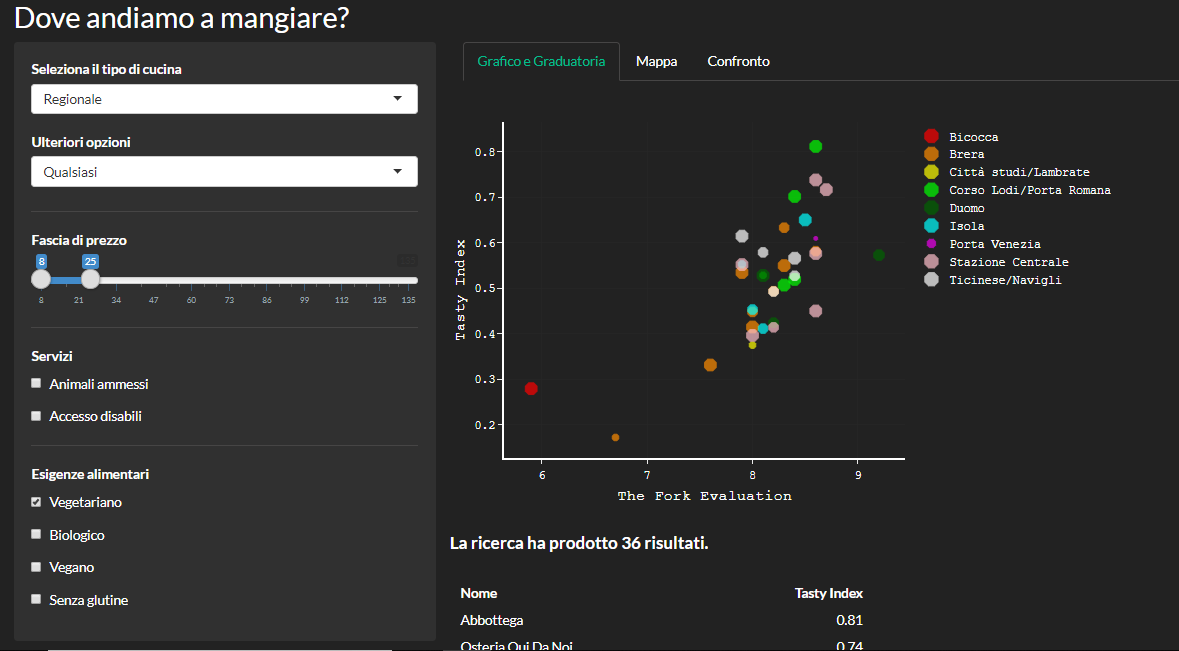 Dove andiamo a mangiare?
Seleziona il tipo di cucina
Regionale
Ulteriori opzioni
Qualsiasi
Fascia di prezzo
8 25
8 21 34 47 60 73 86 99 112 125 135
Servizi
Animali ammessi
Accesso disabili
Esigenze alimentari
Vegetariano
Biologico
Vegano
Senza glutine
Grafico e Graduatoria Mappa Confronto
Tasty Index
0.8
0.7
0.6
0.5
0.4
0.3
0.2
6 7 8 9
The Fork Evaluation
Bicocca
Brera
Città studi/Lambrate
Corso Lodi/Porta Romana
Duomo
Isola
Porta Venezia
Stazione Centrale
Ticinese/Navigli
La ricerca ha prodotto 36 risultati.
Nome Tasty Index
Abbottega 0.81
Osteria Qui Da Noi 0.74